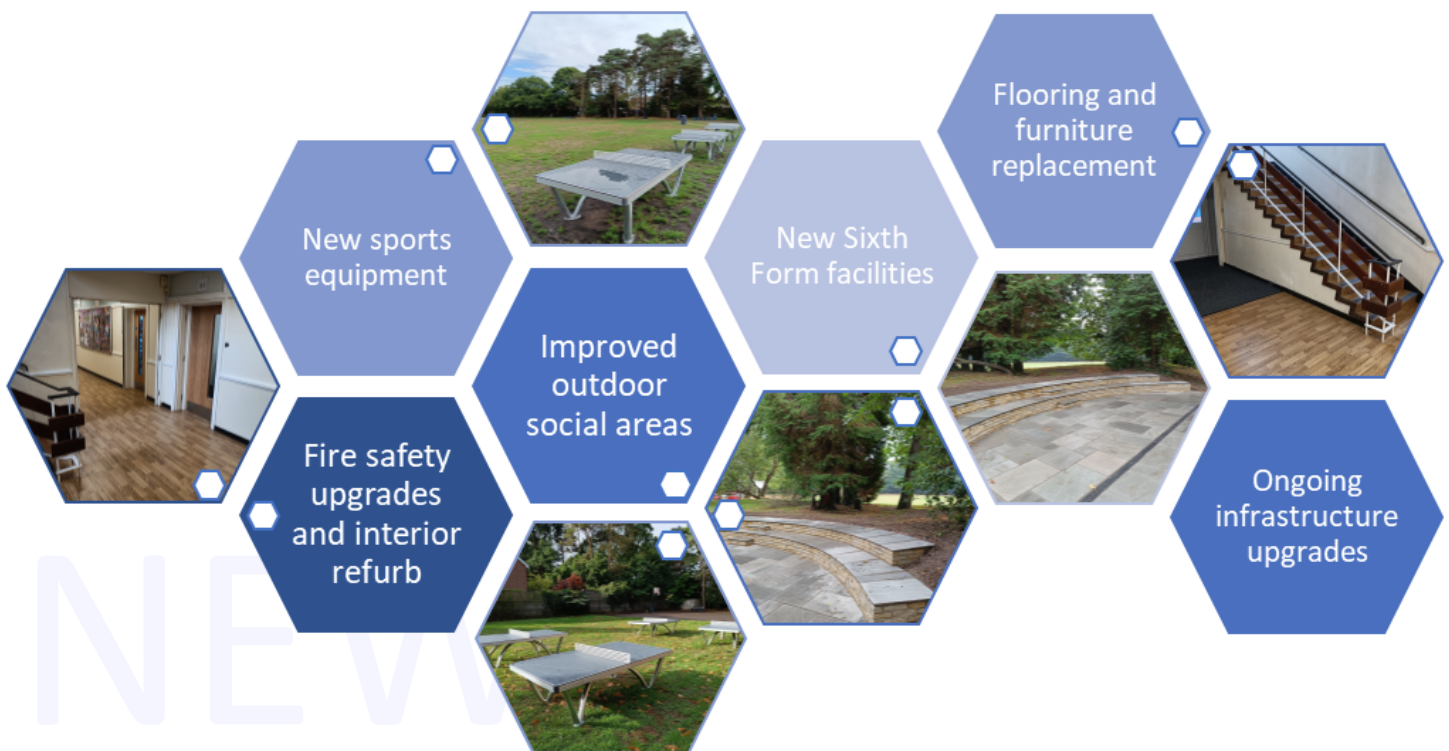 Flooring and
furniture
replacement
New sports
equipment
New Sixth
Form facilities
Improved
outdoor
social areas
Fire safety
upgrades
and interior
refurb
Ongoing
infrastructure
upgrades
NEW